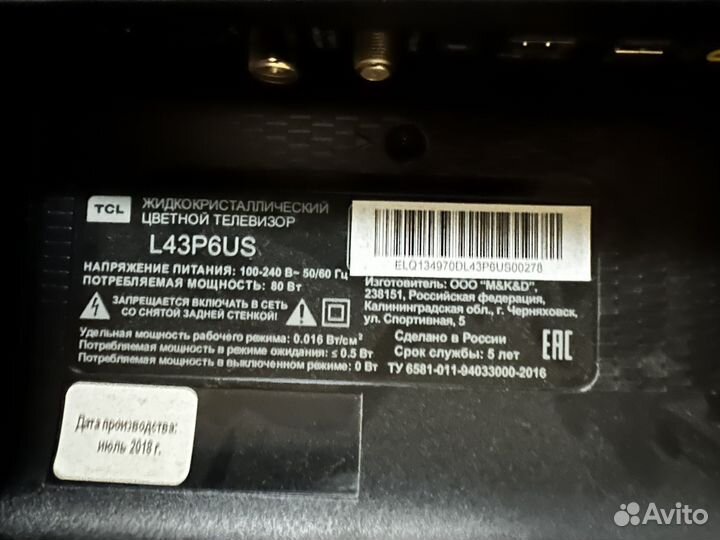 TCL
ЖИДКОКРИСТАЛЛИЧЕСКИЙ
ЦВЕТНОЙ ТЕЛЕВИЗОР
L43P6US
НАПРЯЖЕНИЕ ПИТАНИЯ: 100-240 В~ 50/60 Гц
ПОТРЕБЛЯЕМАЯ МОЩНОСТЬ: 80 Вт
ЗАПРЕЩАЕТСЯ ВКЛЮЧАТЬ В СЕТЬ
СО СНЯТОЙ ЗАДНЕЙ СТЕНКОЙ!
Удельная мощность рабочего режима: 0.016 Вт/см²
Потребляемая мощность в режиме ожидания: ≤ 0.5 Вт
Потребляемая мощность в выключенном режиме: 0 Вт
ELQ134970DL43P6US00278
Изготовитель: ООО "M&K&D",
238151, Российская федерация,
Калининградская обл., г. Черняховск,
ул. Спортивная, 5
Сделано в России
Срок службы: 5 лет
ТУ 6581-011-94033000-2016
EAC
Дата производства:
июль 2018 г.
Avito